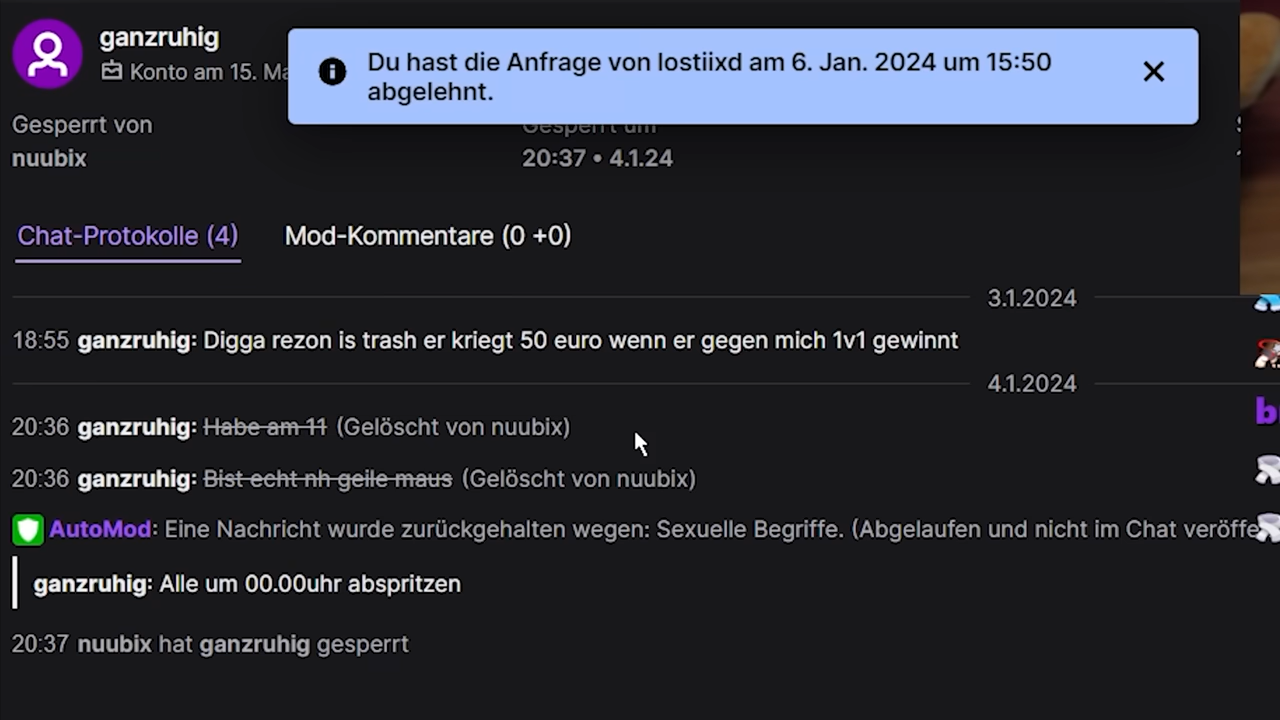 ganzruhig
Konto am 15.
Du hast die Anfrage von lostiixd am 6. Jan. 2024 um 15:50
abgelehnt.
Gesperrt von
Gesperrt um
nuubix
20:37 • 4.1.24
Chat-Protokolle (4)
Mod-Kommentare (0 +0)
3.1.2024
18:55 ganzruhig: Digga rezon is trash er kriegt 50 euro wenn er gegen mich 1v1 gewinnt
4.1.2024
20:36 ganzruhig: Habe am 11 (Gelöscht von nuubix)
20:36 ganzruhig: Bist echt nh geile maus (Gelöscht von nuubix)
AutoMod: Eine Nachricht wurde zurückgehalten wegen: Sexuelle Begriffe. (Abgelaufen und nicht im Chat veröffe
ganzruhig: Alle um 00.00uhr abspritzen
20:37 nuubix hat ganzruhig gesperrt